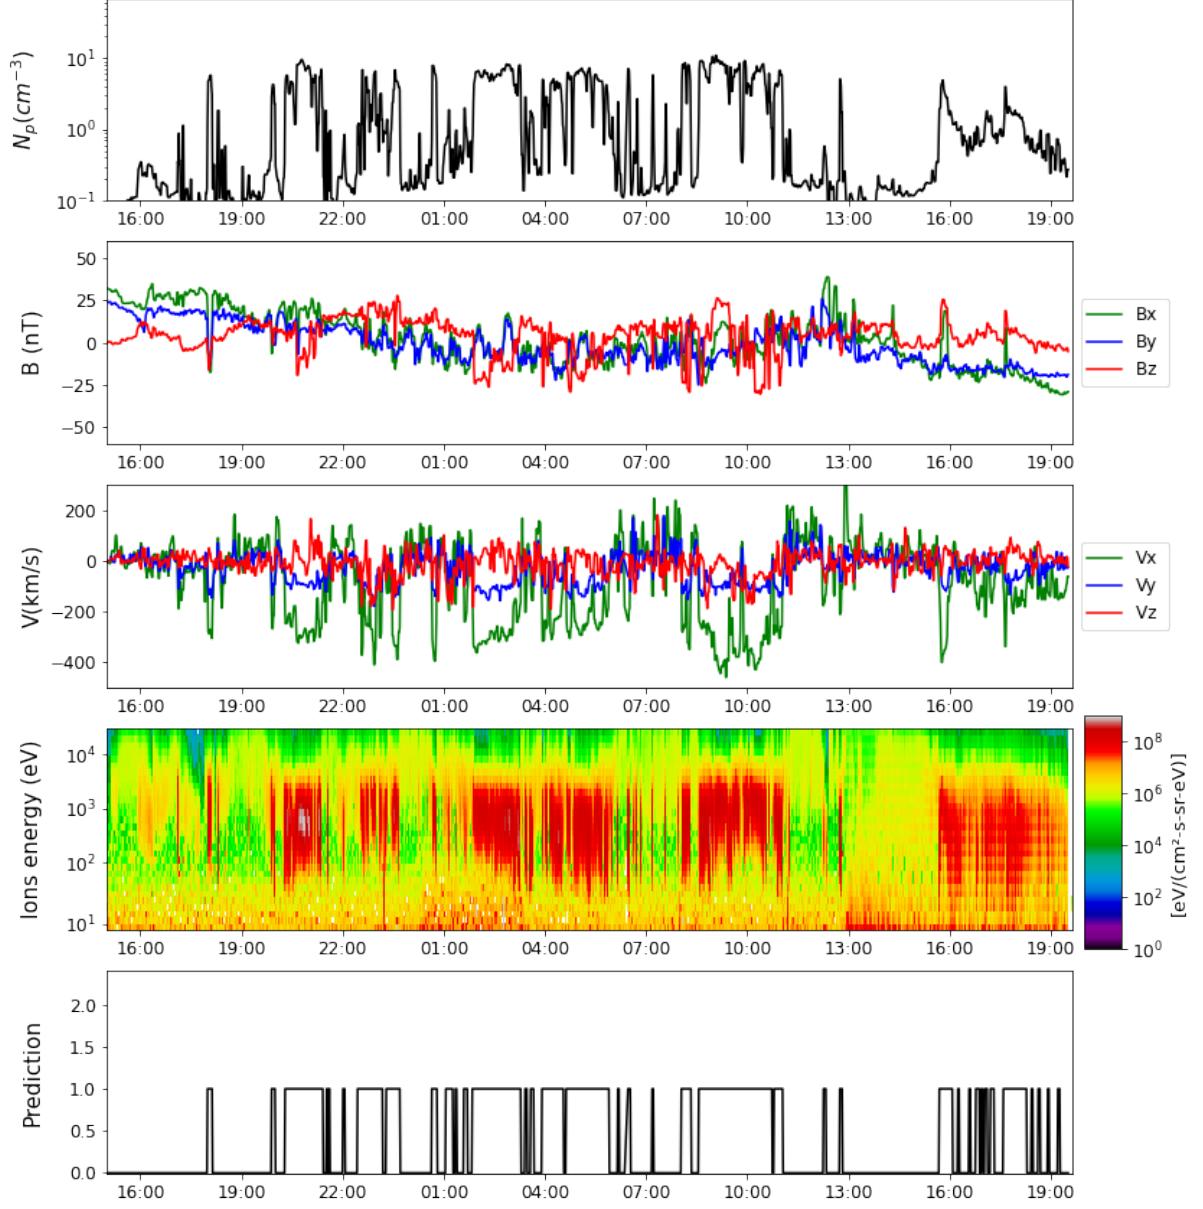 N_p(cm^−3)
10^1
10^0
10^−1
16:00 19:00 22:00 01:00 04:00 07:00 10:00 13:00 16:00 19:00
B (nT)
50
25
0
−25
−50
Bx
By
Bz
16:00 19:00 22:00 01:00 04:00 07:00 10:00 13:00 16:00 19:00
V(km/s)
200
0
−200
−400
Vx
Vy
Vz
16:00 19:00 22:00 01:00 04:00 07:00 10:00 13:00 16:00 19:00
Ions energy (eV)
10^4
10^3
10^2
10^1
10^8
10^6
10^4
10^2
10^0
[eV/(cm²-s-sr-eV)]
16:00 19:00 22:00 01:00 04:00 07:00 10:00 13:00 16:00 19:00
Prediction
2.0
1.5
1.0
0.5
0.0
16:00 19:00 22:00 01:00 04:00 07:00 10:00 13:00 16:00 19:00